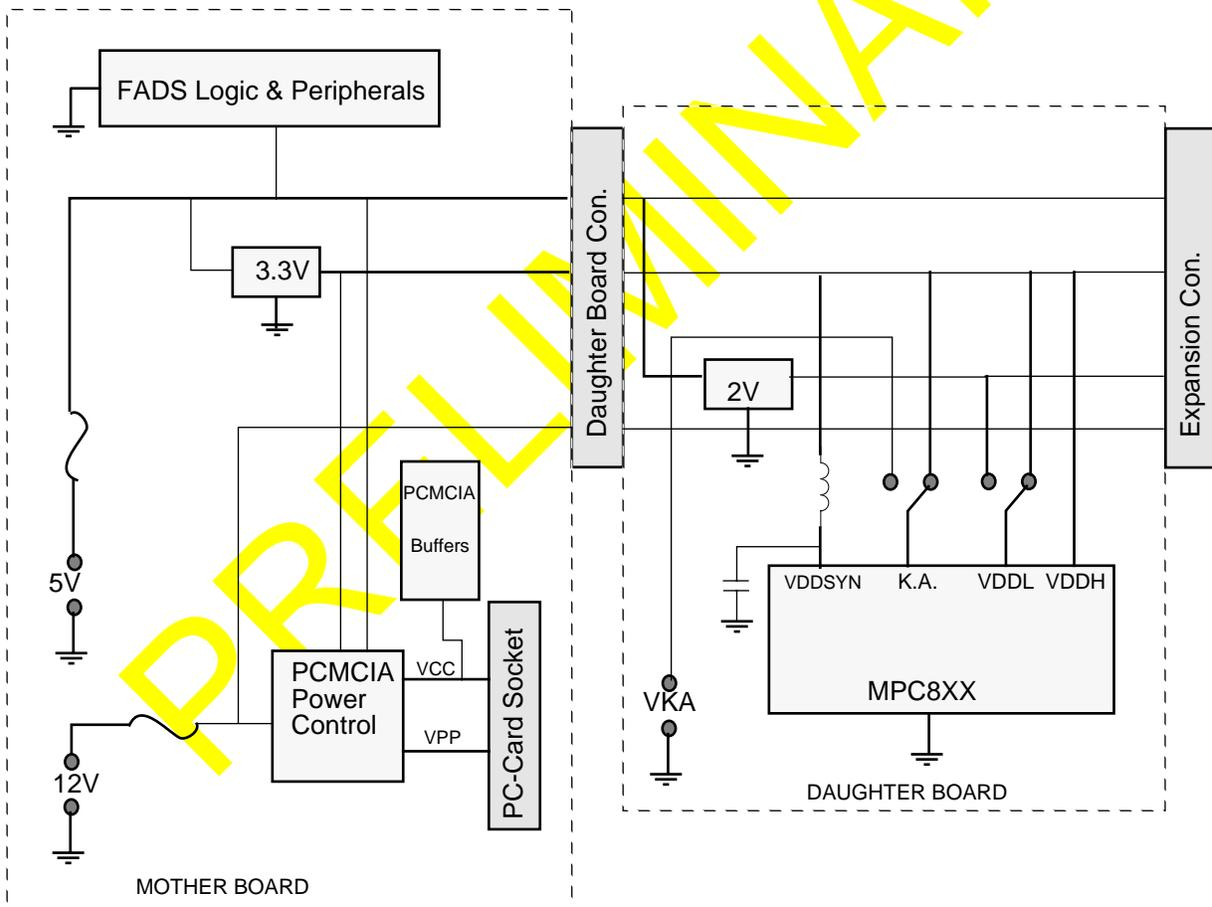 FADS Logic & Peripherals
3.3V
Daughter Board Con.
Expansion Con.
2V
PCMCIA
Buffers
5V
VDDSYN
K.A.
VDDL
VDDH
PCMCIA
Power
Control
VCC
VPP
PC-Card Socket
VKA
MPC8XX
12V
DAUGHTER BOARD
MOTHER BOARD
PRELIMINA